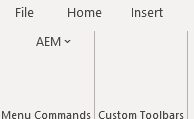 File Home Insert
AEM
Menu Commands Custom Toolbars